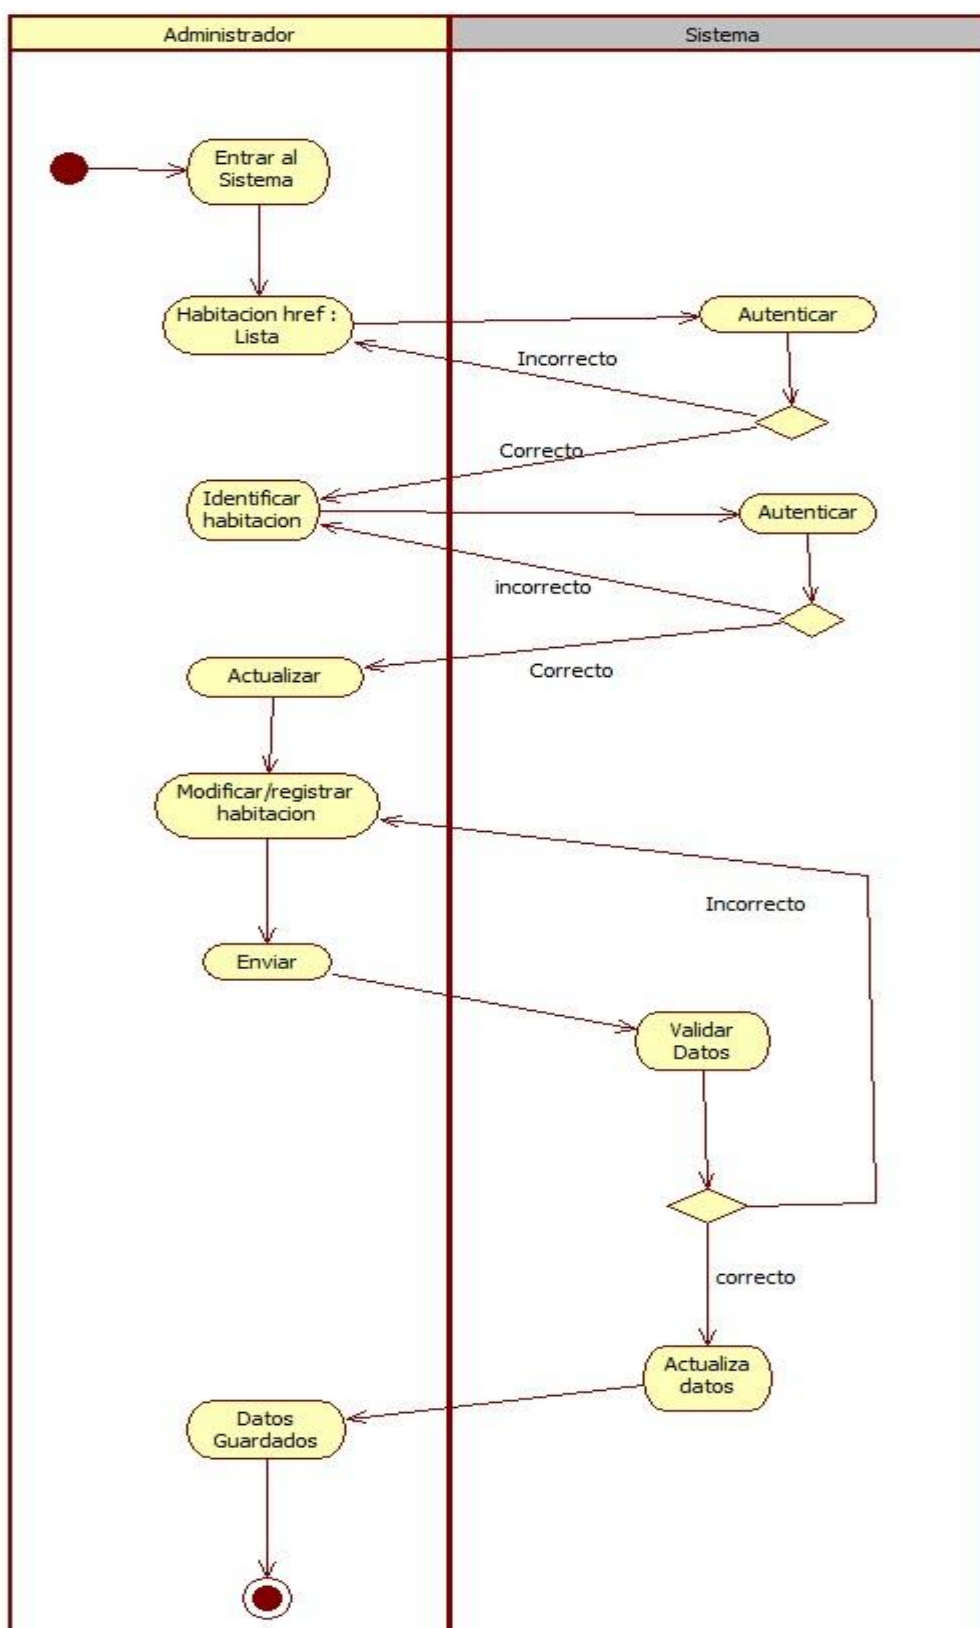 Administrador
Sistema
Entrar al
Sistema
Habitacion href :
Lista
Autenticar
Incorrecto
Correcto
Identificar
habitacion
Autenticar
incorrecto
Correcto
Actualizar
Modificar/registrar
habitacion
Incorrecto
Enviar
Validar
Datos
correcto
Actualiza
datos
Datos
Guardados